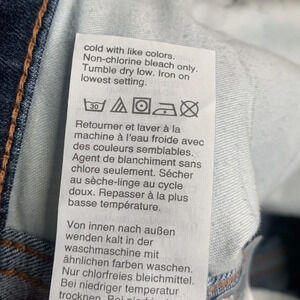 cold with like colors.
Non-chlorine bleach only.
Tumble dry low. Iron on
lowest setting.
30
Retourner et laver à la
machine à l'eau froide avec
des couleurs semblables.
Agent de blanchiment sans
chlore seulement. Sécher
au sèche-linge au cycle
doux. Repasser à la plus
basse température.
Von innen nach außen
wenden kalt in der
waschmaschine mit
ähnlichen farben waschen.
Nur chlorfreies bleichmittel.
Bei niedriger temperatur
trocknen. Bei